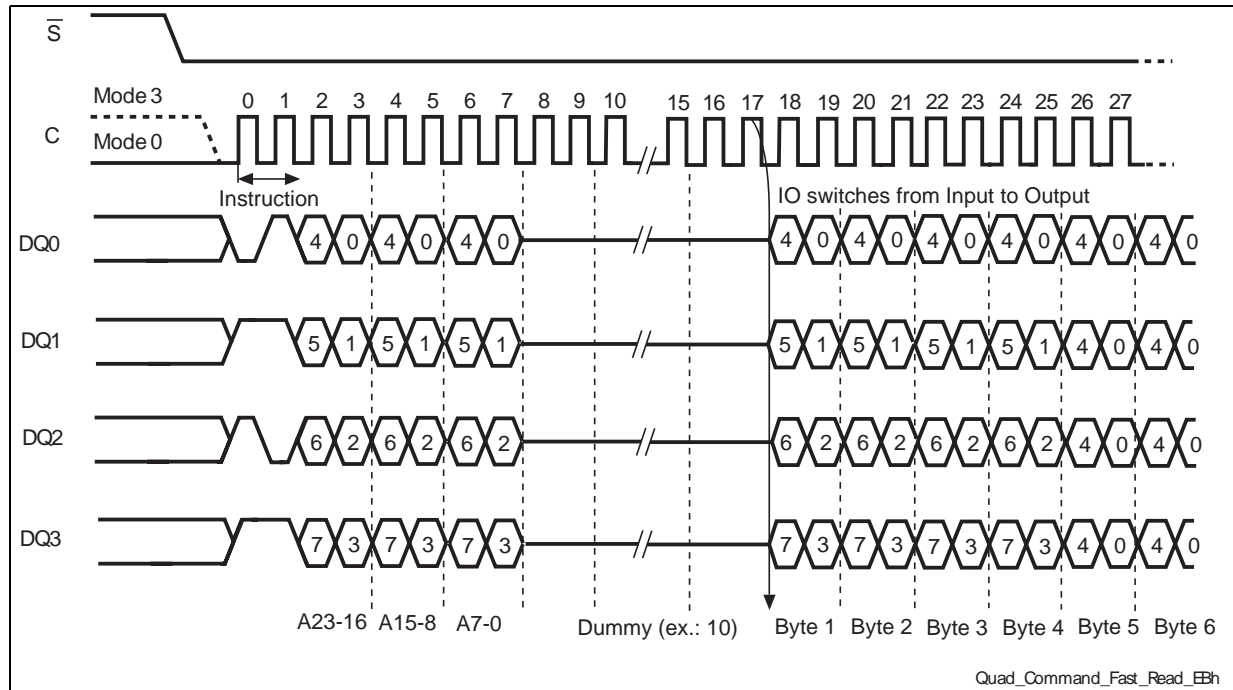 S
Mode 3
C
Mode 0
0 1 2 3 4 5 6 7 8 9 10 15 16 17 18 19 20 21 22 23 24 25 26 27
Instruction
IO switches from Input to Output
DQ0
4 0 4 0 4 0 4 0 4 0 4 0 4 0 4 0 4 0
DQ1
5 1 5 1 5 1 5 1 5 1 5 1 5 1 4 0 4 0
DQ2
6 2 6 2 6 2 6 2 6 2 6 2 6 2 4 0 4 0
DQ3
7 3 7 3 7 3 7 3 7 3 7 3 7 3 4 0 4 0
A23-16 A15-8 A7-0 Dummy (ex.: 10) Byte 1 Byte 2 Byte 3 Byte 4 Byte 5 Byte 6
Quad_Command_Fast_Read_EBh